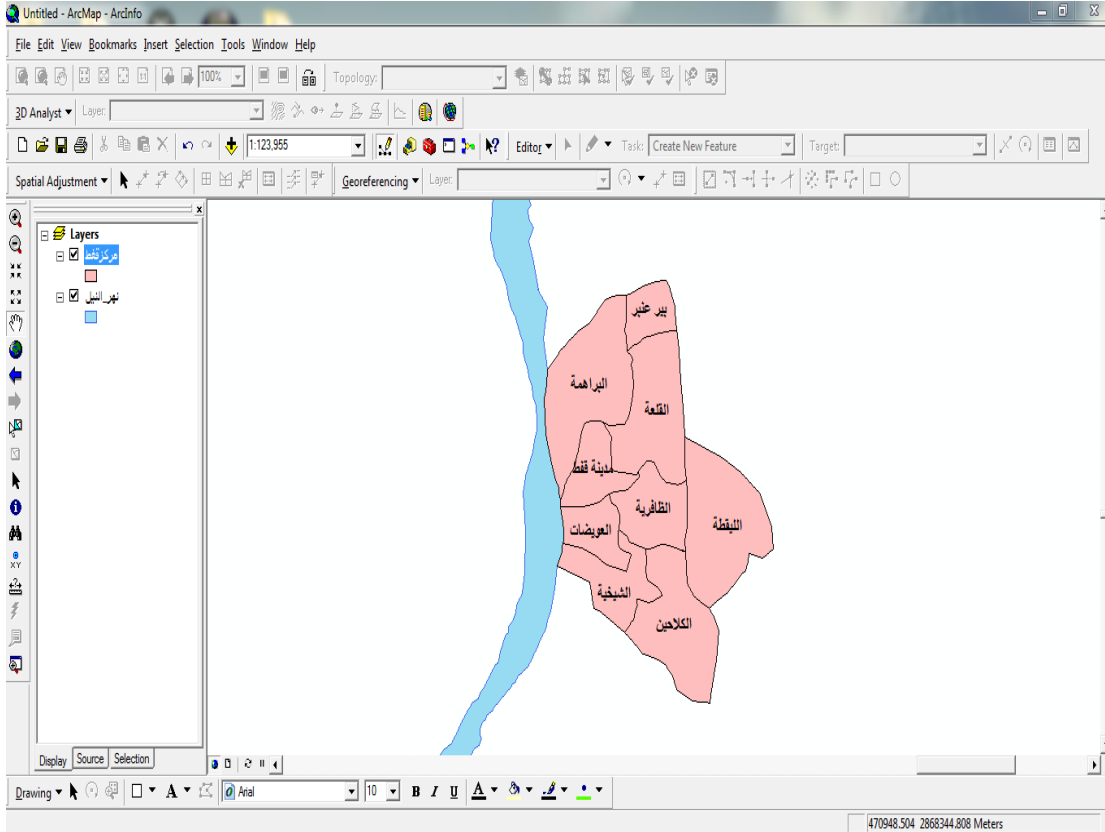 Untitled - ArcMap - ArcInfo
File Edit View Bookmarks Insert Selection Tools Window Help
100% Topology:
3D Analyst Layer:
1:123,955 Editor Task: Create New Feature Target:
Spatial Adjustment Georeferencing Layer:
Layers
مركزقفط
نهر_النيل
بير عنبر
البراهمة
القلعة
مدينة قفط
الظافرية
الليقطة
العويضات
الشيخية
الكلاحين
Display Source Selection
Drawing A Arial 10 B I U A
470948.504 2868344.808 Meters